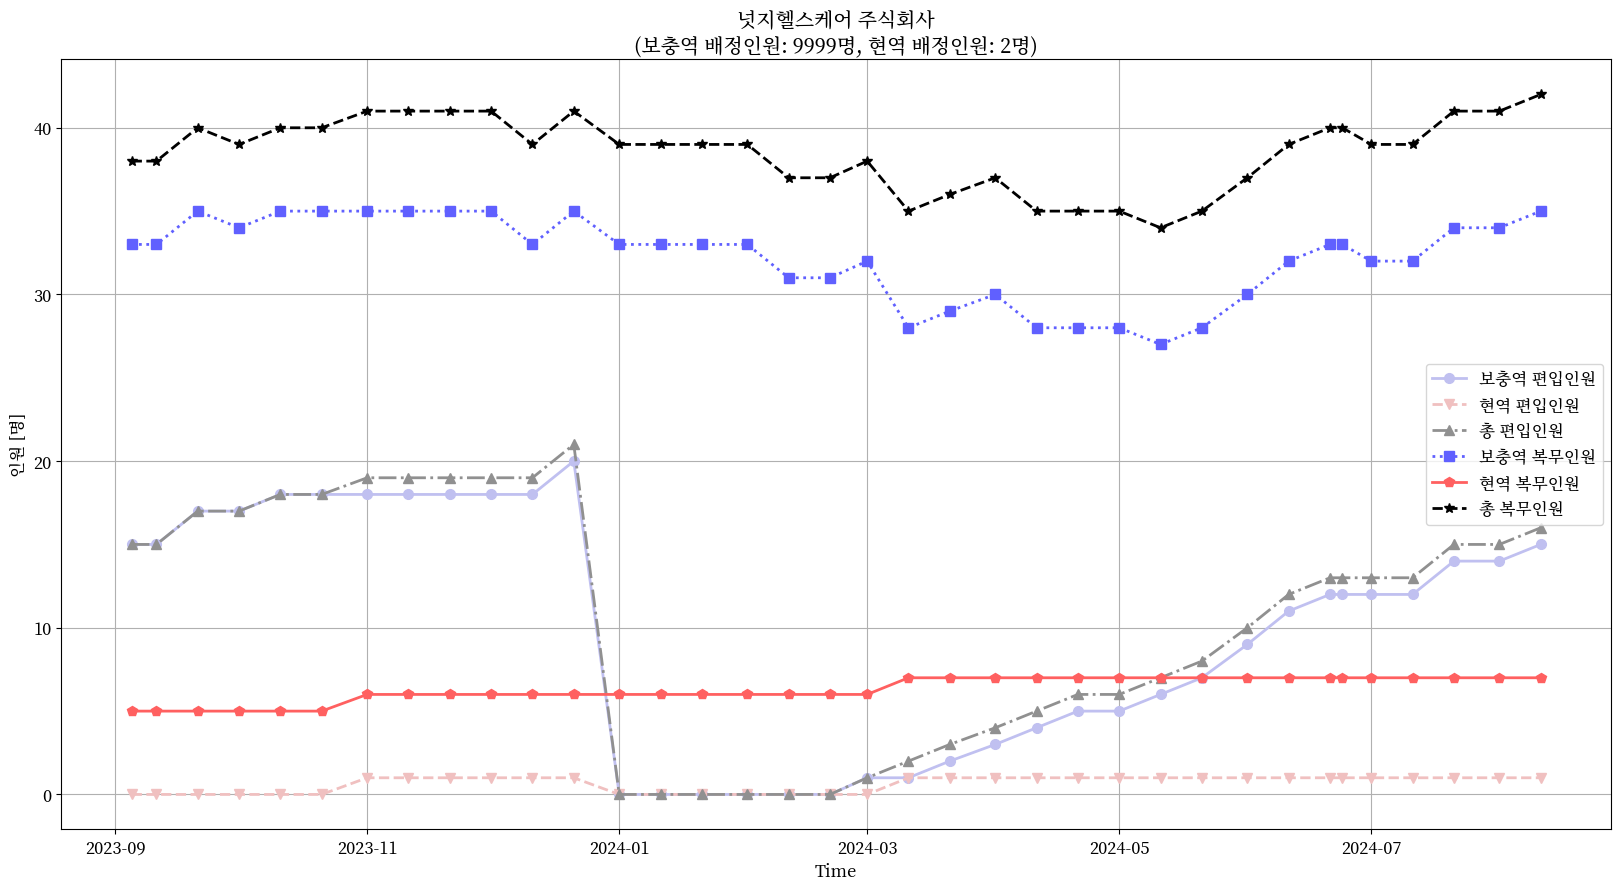 넛지헬스케어 주식회사
(보충역 배정인원: 9999명, 현역 배정인원: 2명)
인원 [명]
40
30
20
10
0
보충역 편입인원
현역 편입인원
총 편입인원
보충역 복무인원
현역 복무인원
총 복무인원
2023-09
2023-11
2024-01
2024-03
2024-05
2024-07
Time